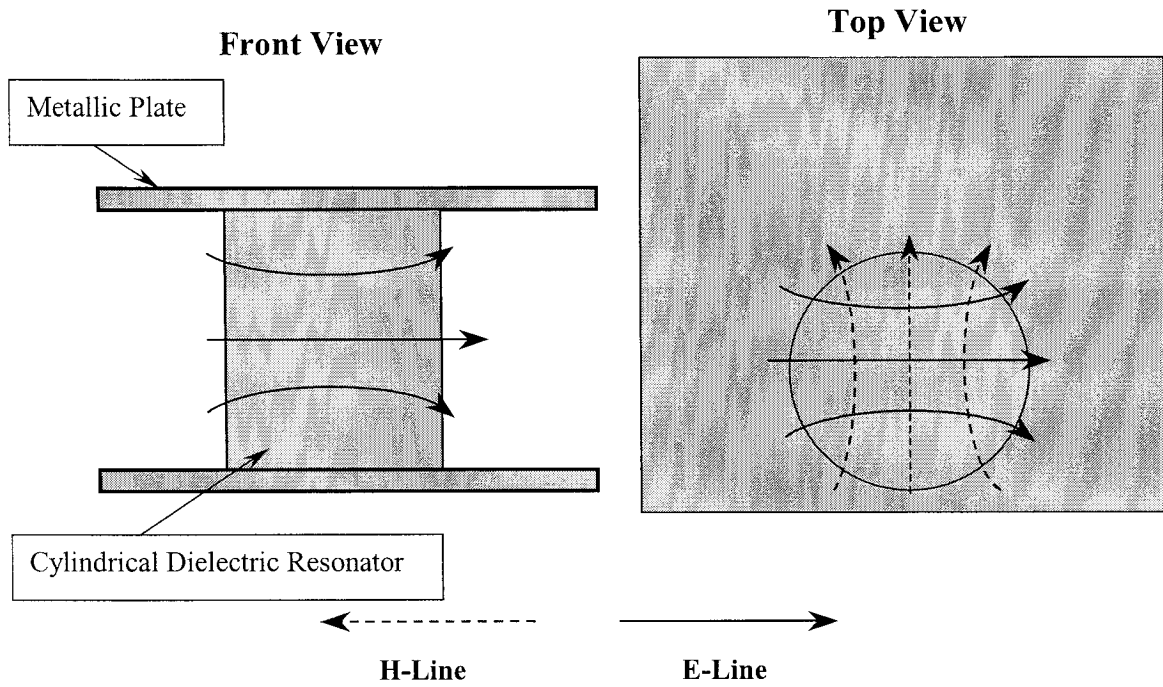 Front View
Top View
Metallic Plate
Cylindrical Dielectric Resonator
H-Line
E-Line